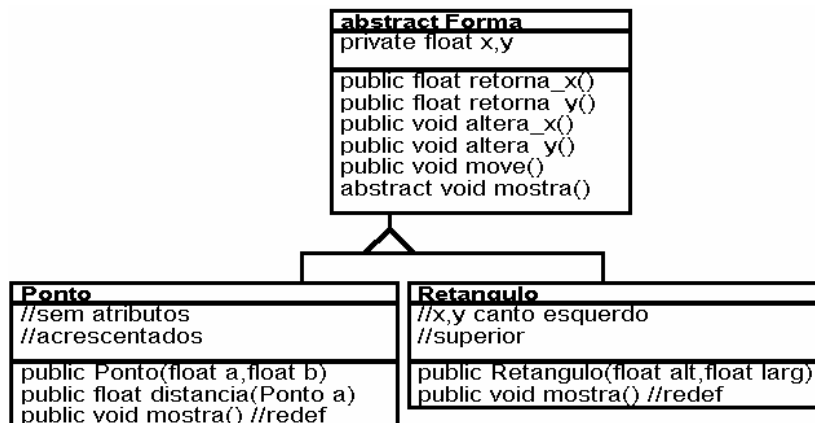 abstract Forma
private float x,y
public float retorna_x()
public float retorna_y()
public void altera_x()
public void altera_y()
public void move()
abstract void mostra()
Ponto
//sem atributos
//acrescentados
public Ponto(float a,float b)
public float distancia(Ponto a)
public void mostra() //redef
Retangulo
//x,y canto esquerdo
//superior
public Retangulo(float alt,float larg)
public void mostra() //redef